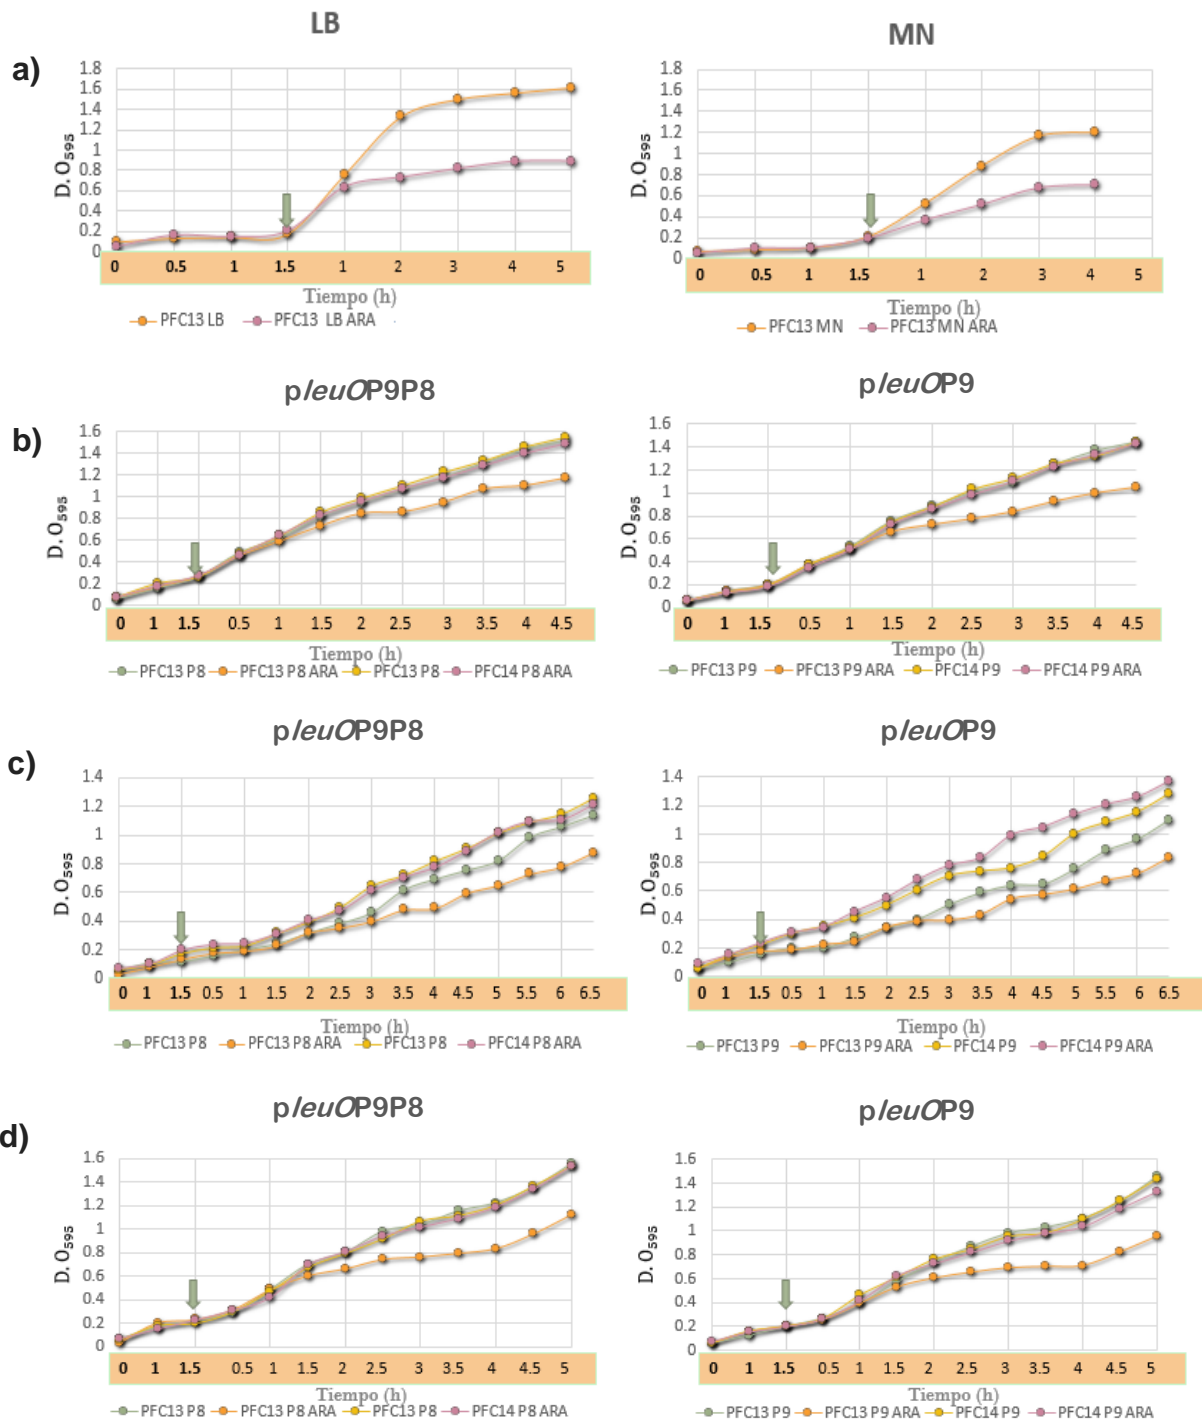 LB
MN
a)
1.8
1.6
1.4
1.2
1
0.8
0.6
0.4
0.2
0
D. O595
0 0.5 1 1.5 1 2 3 4 5
Tiempo (h)
PFC13 LB PFC13 LB ARA
1.8
1.6
1.4
1.2
1
0.8
0.6
0.4
0.2
0
D. O595
0 0.5 1 1.5 1 2 3 4 5
Tiempo (h)
PFC13 MN PFC13 MN ARA
pleuOP9P8
pleuOP9
b)
1.6
1.4
1.2
1
0.8
0.6
0.4
0.2
0
D. O595
0 1 1.5 0.5 1 1.5 2 2.5 3 3.5 4 4.5
Tiempo (h)
PFC13 P8 PFC13 P8 ARA PFC13 P8 PFC14 P8 ARA
1.6
1.4
1.2
1
0.8
0.6
0.4
0.2
0
D. O595
0 1 1.5 0.5 1 1.5 2 2.5 3 3.5 4 4.5
Tiempo (h)
PFC13 P9 PFC13 P9 ARA PFC14 P9 PFC14 P9 ARA
pleuOP9P8
pleuOP9
c)
1.4
1.2
1
0.8
0.6
0.4
0.2
0
D. O595
0 1 1.5 0.5 1 1.5 2 2.5 3 3.5 4 4.5 5 5.5 6 6.5
Tiempo (h)
PFC13 P8 PFC13 P8 ARA PFC13 P8 PFC14 P8 ARA
1.4
1.2
1
0.8
0.6
0.4
0.2
0
D. O595
0 1 1.5 0.5 1 1.5 2 2.5 3 3.5 4 4.5 5 5.5 6 6.5
Tiempo (h)
PFC13 P9 PFC13 P9 ARA PFC14 P9 PFC14 P9 ARA
pleuOP9P8
pleuOP9
d)
1.6
1.4
1.2
1
0.8
0.6
0.4
0.2
0
D. O595
0 1 1.5 0.5 1 1.5 2 2.5 3 3.5 4 4.5 5
Tiempo (h)
PFC13 P8 PFC13 P8 ARA PFC13 P8 PFC14 P8 ARA
1.6
1.4
1.2
1
0.8
0.6
0.4
0.2
0
D. O595
0 1 1.5 0.5 1 1.5 2 2.5 3 3.5 4 4.5 5
Tiempo (h)
PFC13 P9 PFC13 P9 ARA PFC14 P9 PFC14 P9 ARA